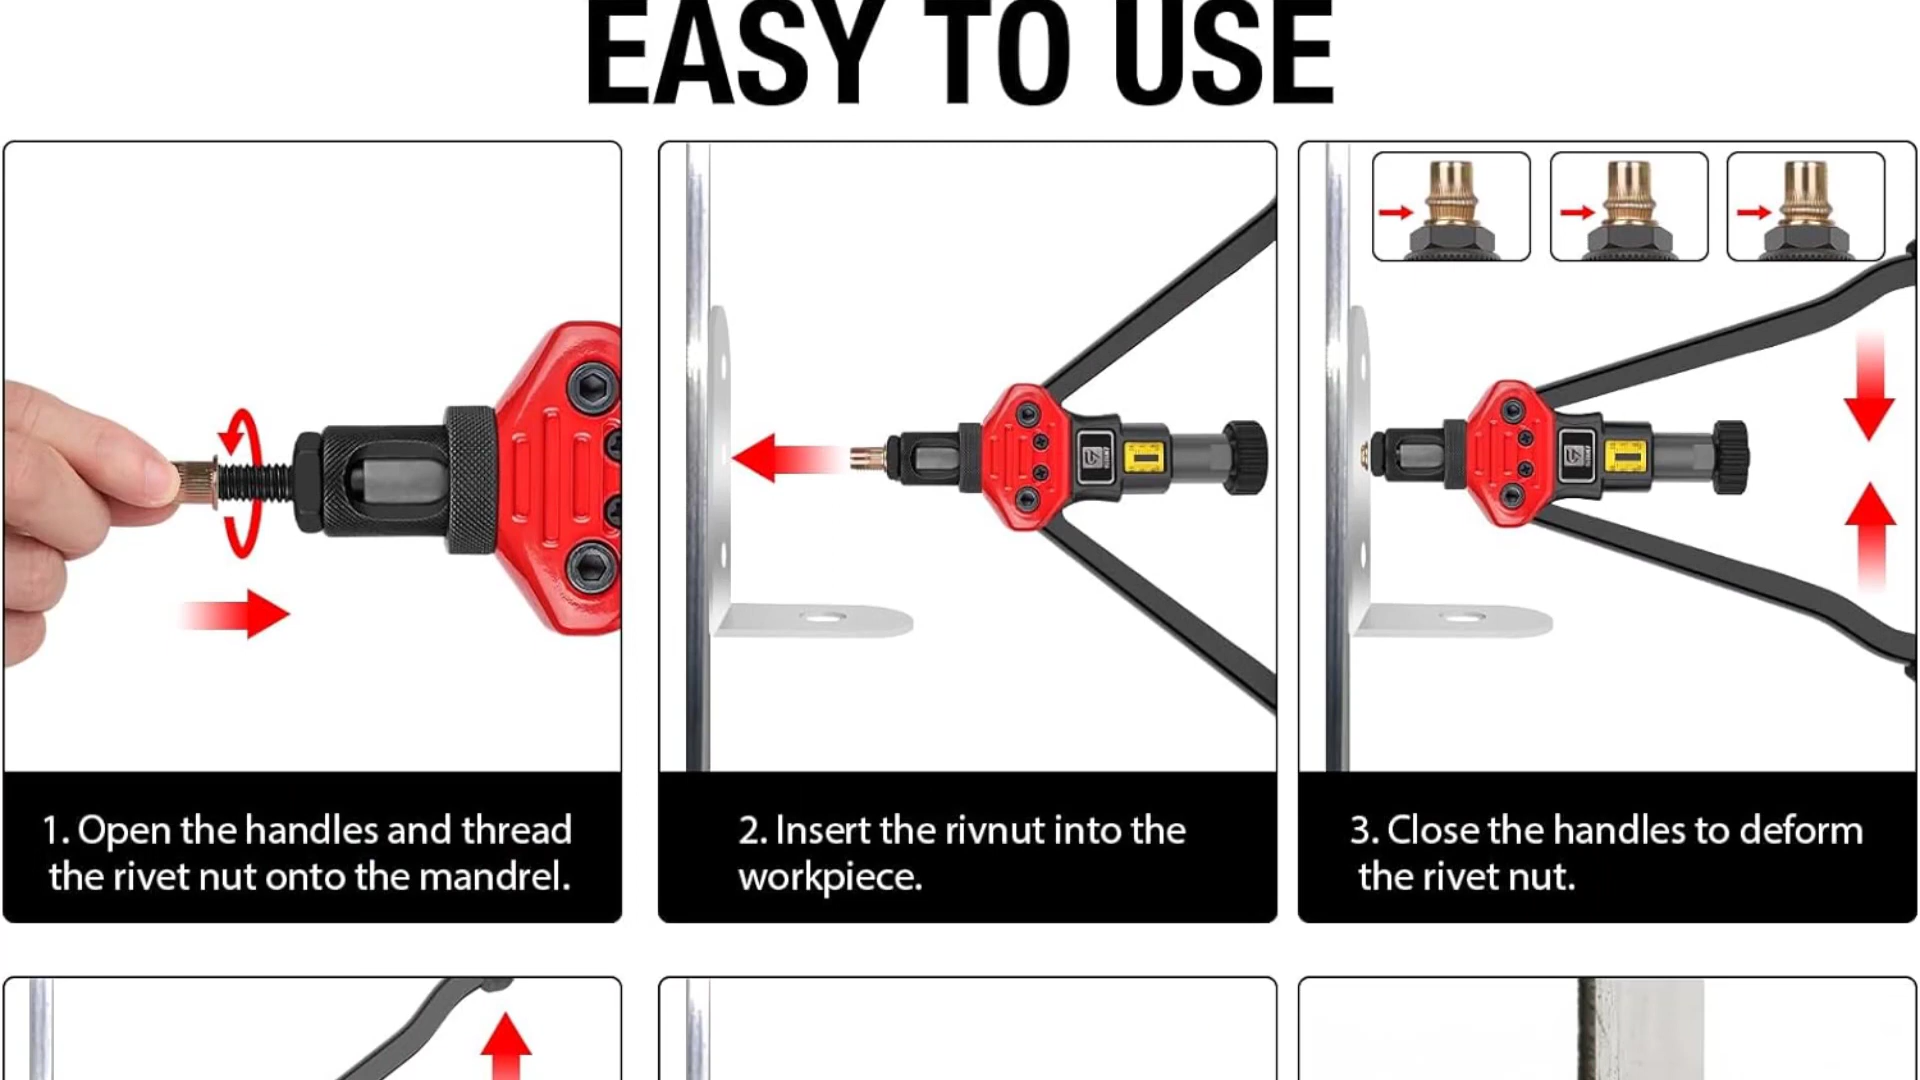 EASY TO USE
1. Open the handles and thread
the rivet nut onto the mandrel.
2. Insert the rivnut into the
workpiece.
3. Close the handles to deform
the rivet nut.